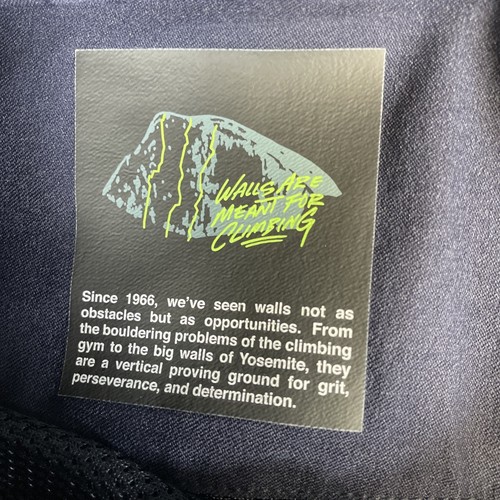 WALLS ARE
MEANT FOR
CLIMBING
Since 1966, we've seen walls not as
obstacles but as opportunities. From
the bouldering problems of the climbing
gym to the big walls of Yosemite, they
are a vertical proving ground for grit,
perseverance, and determination.